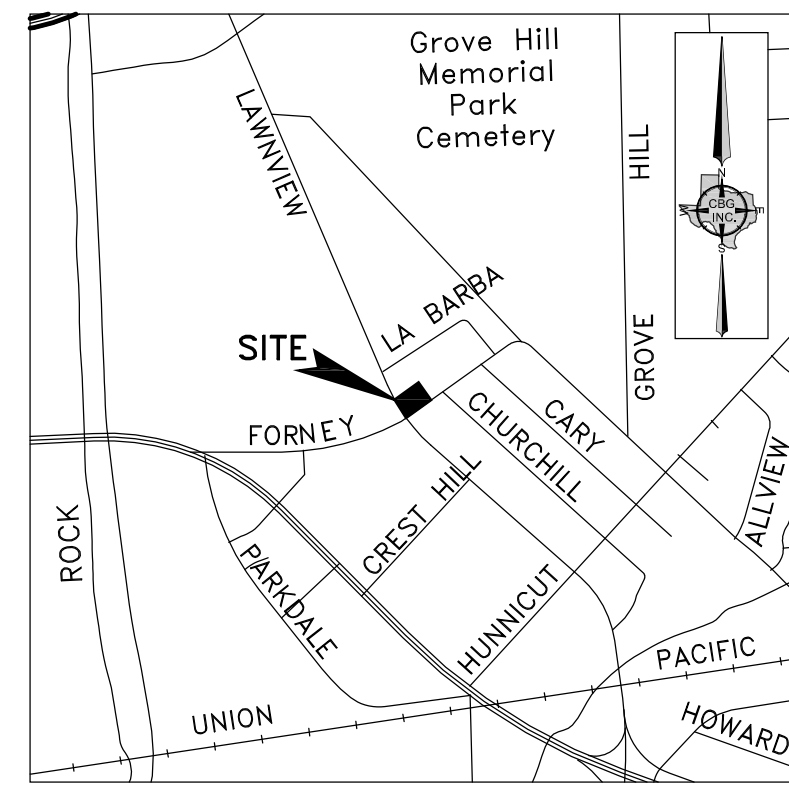 Grove Hill
Memorial
Park
Cemetery
LAWNVIEW
HILL
N
CBG
INC.
W
E
S
LA BARBA
GROVE
SITE
FORNEY
CARY
CHURCHILL
ALLVIEW
CREST HILL
ROCK
PARKDALE
HUNNICUT
PACIFIC
UNION
HOWARD